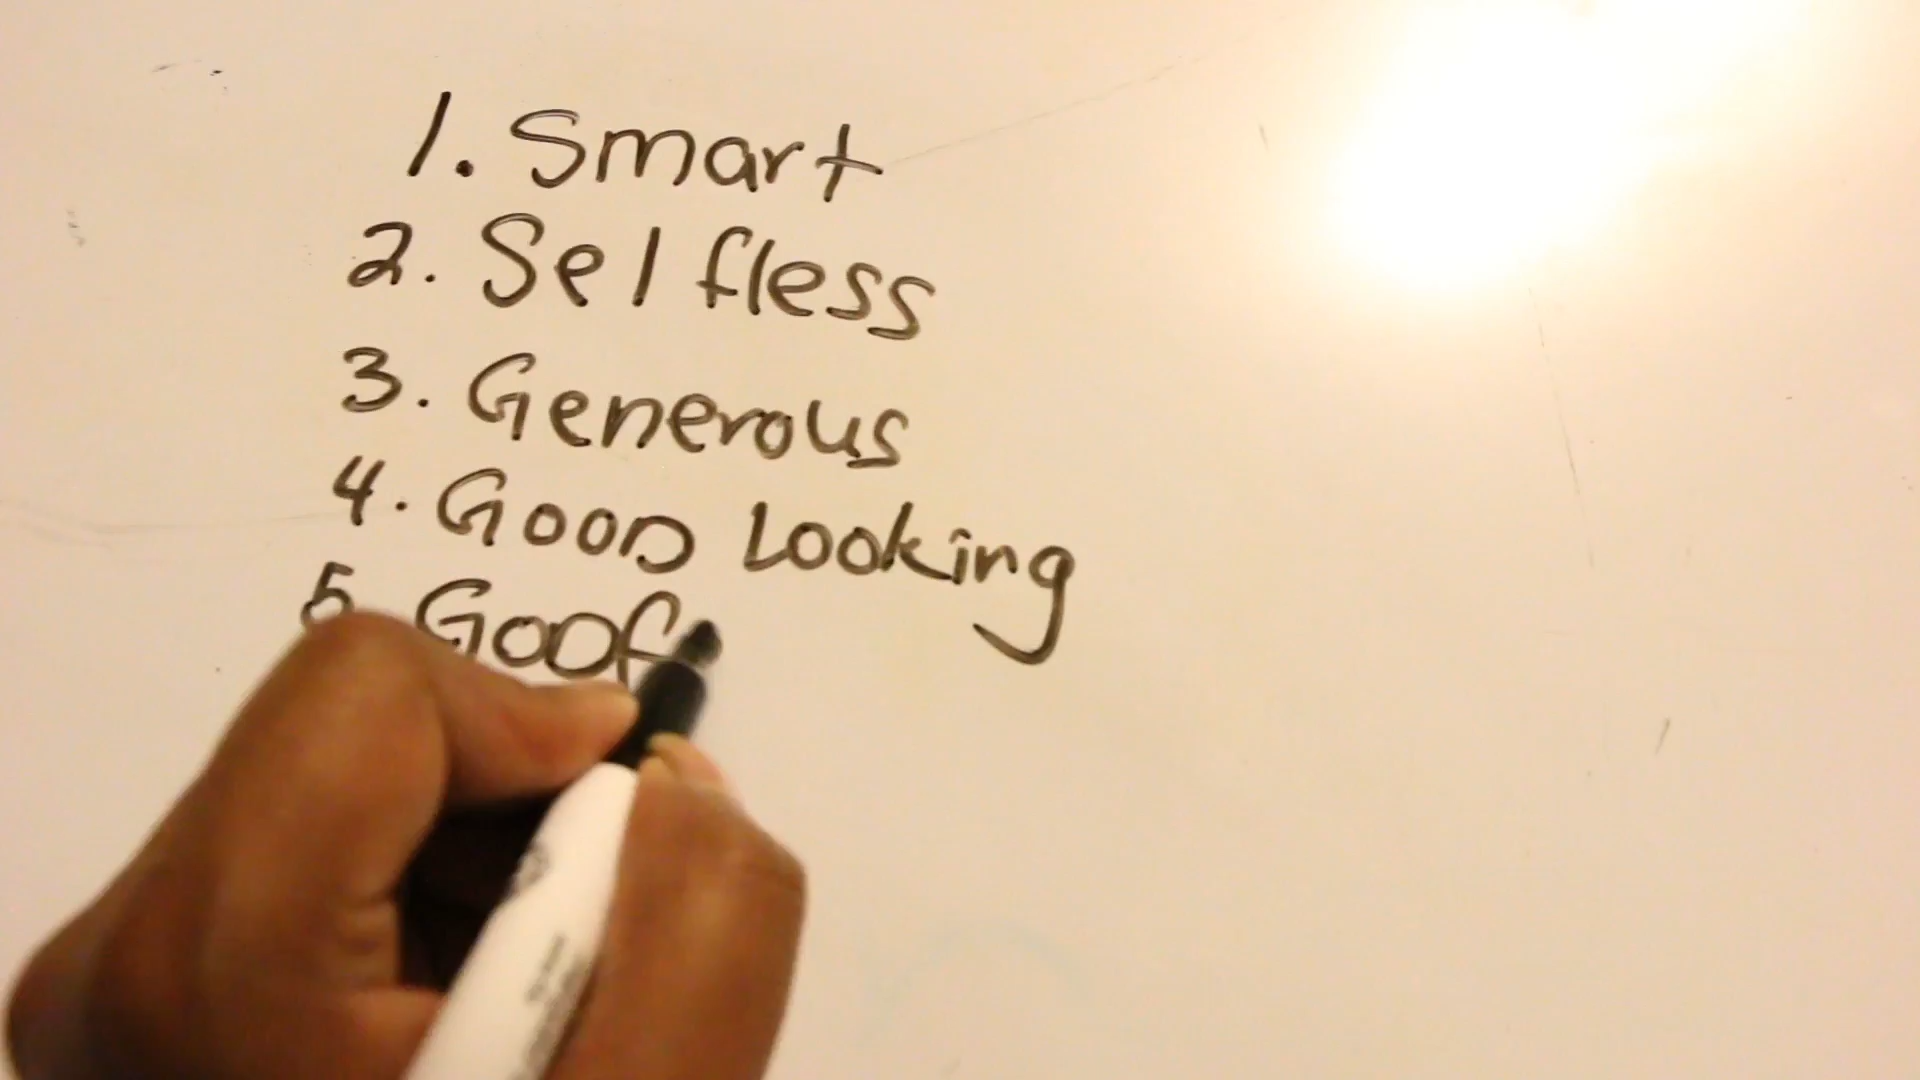 1. Smart
2. Selfless
3. Generous
4. GooD Looking
5. Goof